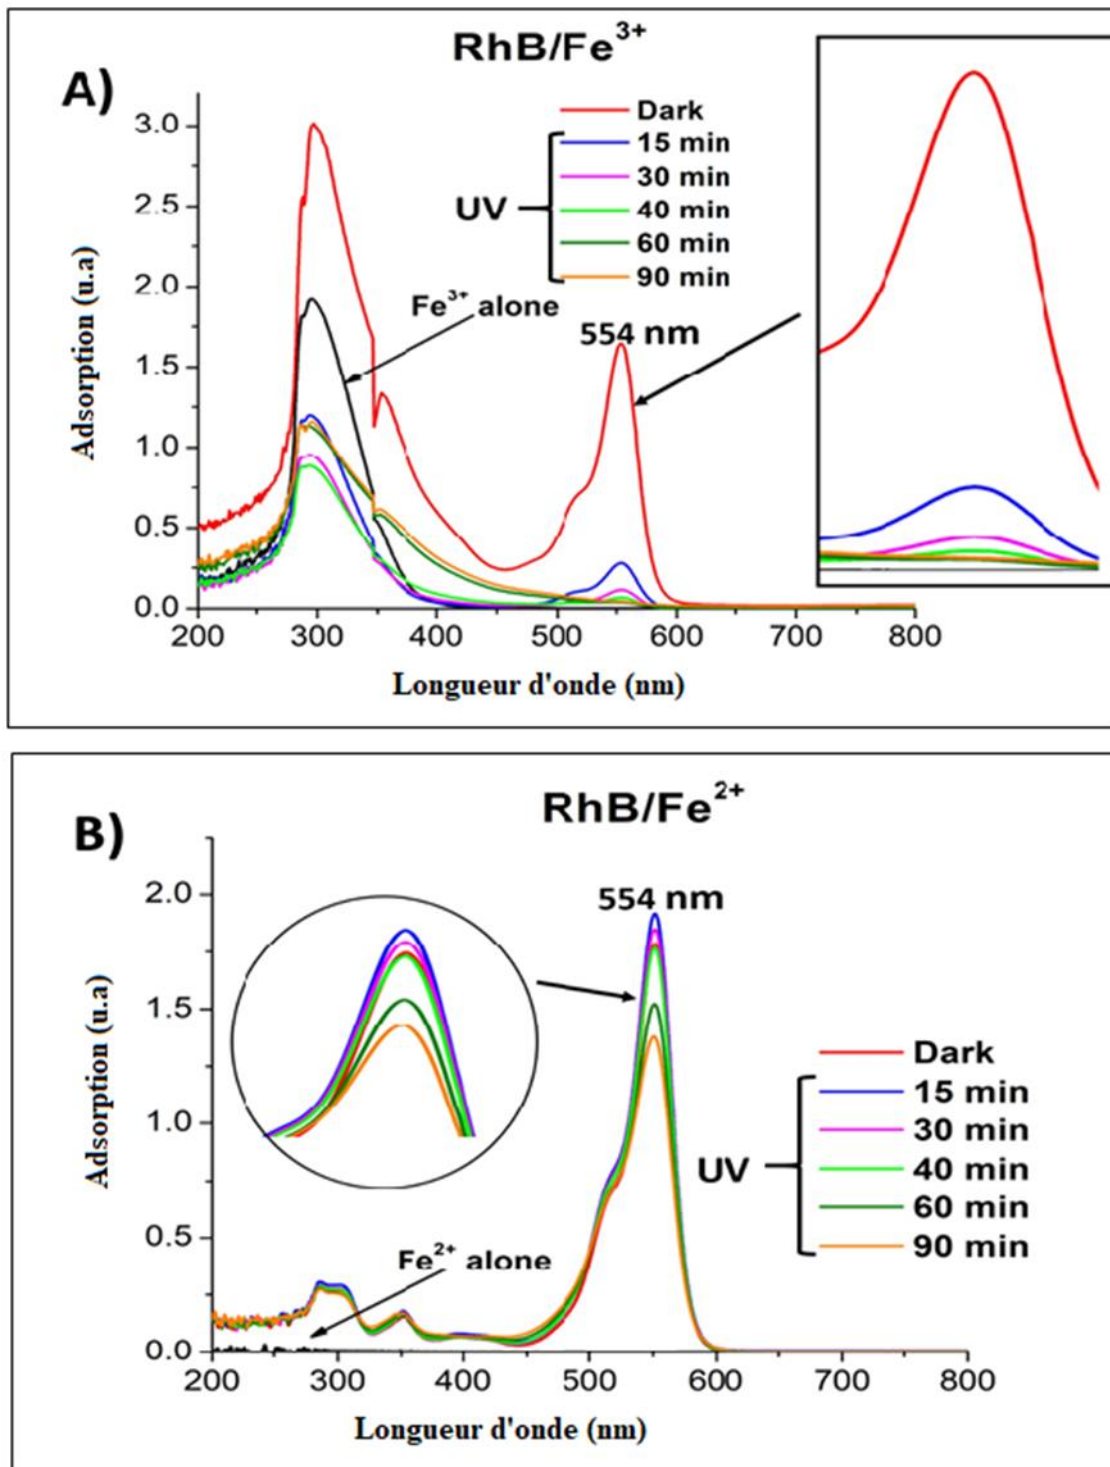 RhB/Fe³⁺
A)
Dark
15 min
30 min
40 min
60 min
90 min
UV
Fe³⁺ alone
554 nm
3.0
2.5
2.0
1.5
1.0
0.5
0.0
Adsorption (u.a)
200 300 400 500 600 700 800
Longueur d'onde (nm)
RhB/Fe²⁺
B)
554 nm
2.0
1.5
1.0
0.5
0.0
Adsorption (u.a)
Dark
15 min
30 min
40 min
60 min
90 min
UV
Fe²⁺ alone
200 300 400 500 600 700 800
Longueur d'onde (nm)